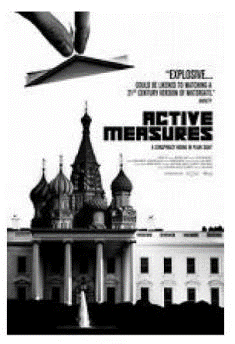 "EXPLOSIVE...
COULD BE LIKENED TO WATCHING A
21ST CENTURY VERSION OF WATERGATE."
VARIETY
ACTIVE
MEASURES
A CONSPIRACY HIDING IN PLAIN SIGHT